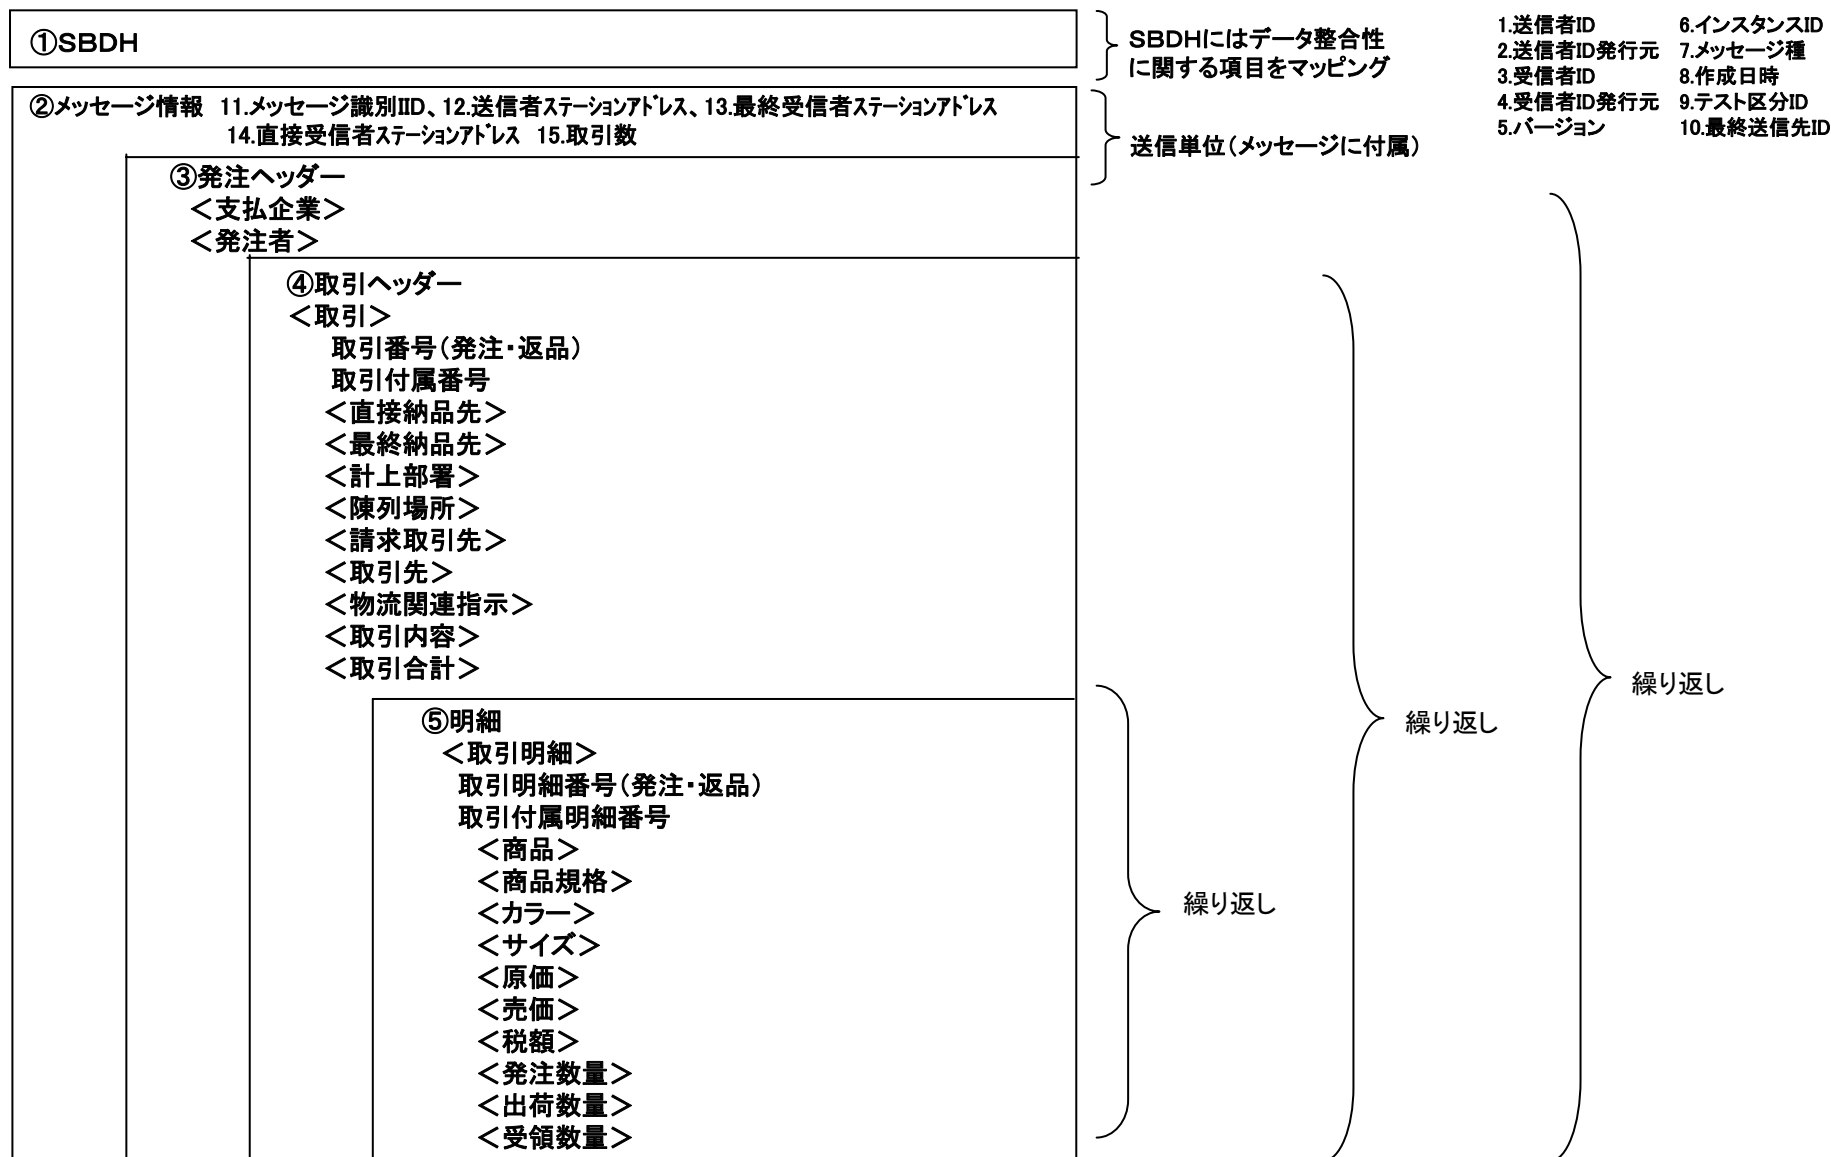 ①SBDH
SBDHにはデータ整合性
に関する項目をマッピング
1.送信者ID 6.インスタンスID
2.送信者ID発行元 7.メッセージ種
3.受信者ID 8.作成日時
4.受信者ID発行元 9.テスト区分ID
5.バージョン 10.最終送信先ID
②メッセージ情報 11.メッセージ識別IID、12.送信者ステーションアドレス、13.最終受信者ステーションアドレス
14.直接受信者ステーションアドレス 15.取引数
送信単位(メッセージに付属)
③発注ヘッダー
<支払企業>
<発注者>
④取引ヘッダー
<取引>
取引番号(発注・返品)
取引付属番号
<直接納品先>
<最終納品先>
<計上部署>
<陳列場所>
<請求取引先>
<取引先>
<物流関連指示>
<取引内容>
<取引合計>
繰り返し
繰り返し
⑤明細
<取引明細>
取引明細番号(発注・返品)
取引付属明細番号
<商品>
<商品規格>
繰り返し
<カラー>
<サイズ>
<原価>
<売価>
<税額>
<発注数量>
<出荷数量>
<受領数量>